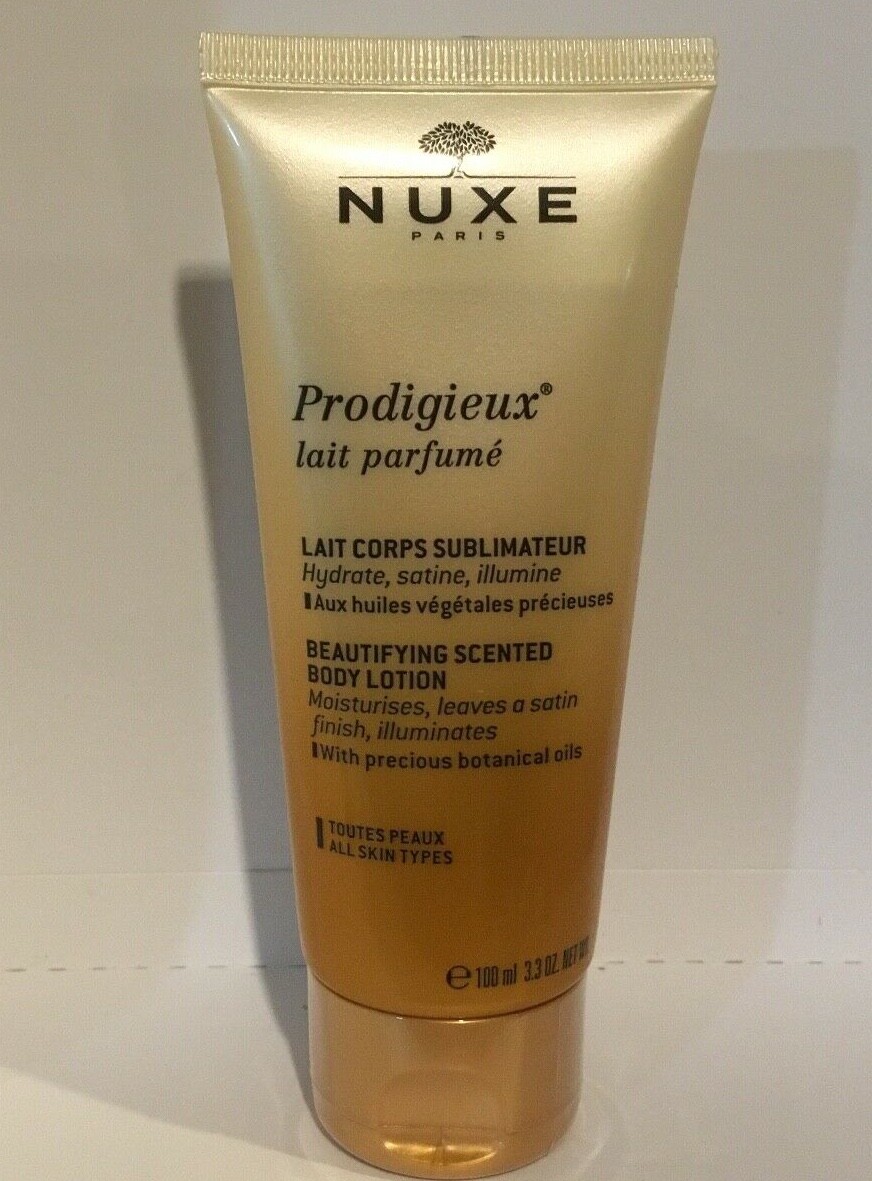 NUXE
PARIS
Prodigieux®
lait parfumé
LAIT CORPS SUBLIMATEUR
Hydrate, satine, illumine
Aux huiles végétales précieuses
BEAUTIFYING SCENTED
BODY LOTION
Moisturises, leaves a satin
finish, illuminates
With precious botanical oils
TOUTES PEAUX
ALL SKIN TYPES
℮ 100 ml 3.3 OZ. NET